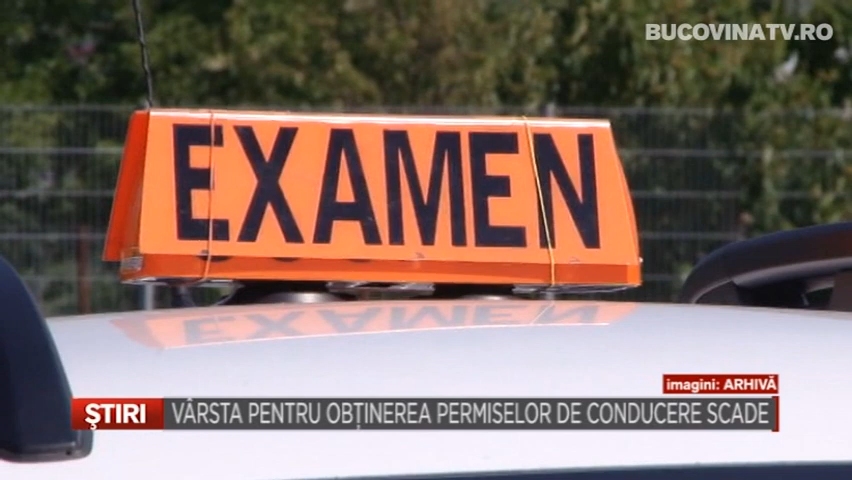 BUCOVINATV.RO
EXAMEN
imagini: ARHIVĂ
ŞTIRI
VÂRSTA PENTRU OBȚINEREA PERMISELOR DE CONDUCERE SCADE